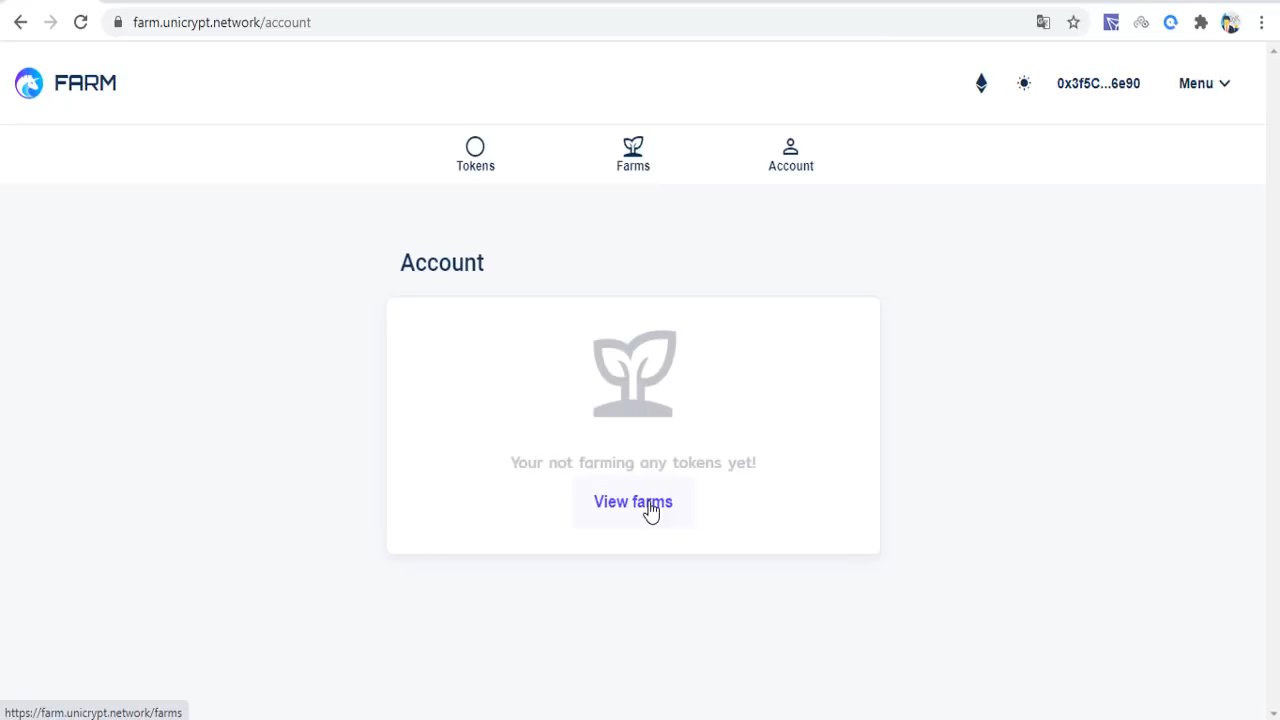 farm.unicrypt.network/account
FARM
0x3f5C...6e90
Menu
Tokens
Farms
Account
Account
Your not farming any tokens yet!
View farms
https://farm.unicrypt.network/farms